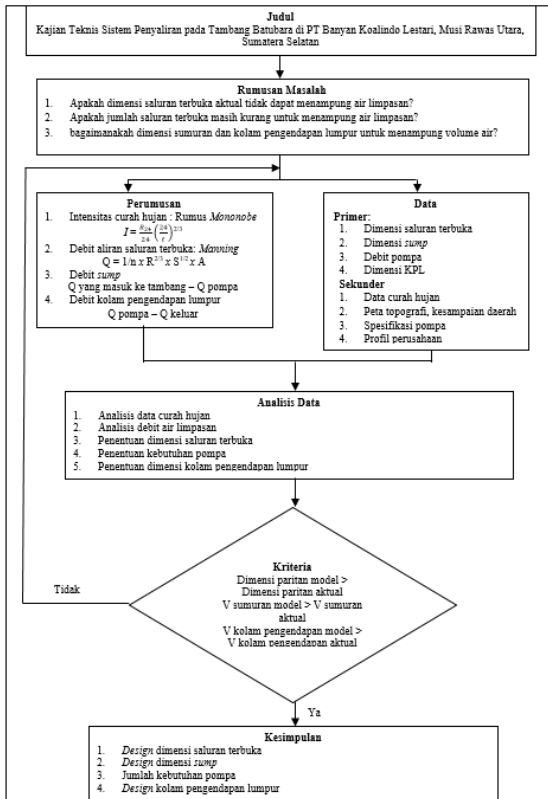 Judul
Kajian Teknis Sistem Penyaliran pada Tambang Batubara di PT Banyan Koalindo Lestari, Musi Rawas Utara,
Sumatera Selatan
Rumusan Masalah
1. Apakah dimensi saluran terbuka aktual tidak dapat menampung air limpasan?
2. Apakah jumlah saluran terbuka masih kurang untuk menampung air limpasan?
3. bagaimanakah dimensi sumuran dan kolam pengendap lumpur untuk menampung volume air?
Perumusan
1. Intensitas curah hujan : Rumus Mononobe
I = R₂₄/24 (24/t)^2/3
2. Debit aliran saluran terbuka: Manning
Q = 1/n x R^2/3 x S^1/2 x A
3. Debit sump
Q yang masuk ke tambang – Q pompa
4. Debit kolam pengendap lumpur
Q pompa – Q keluar
Data
Primer:
1. Dimensi saluran terbuka
2. Dimensi sump
3. Debit pompa
4. Dimensi KPL
Sekunder
1. Data curah hujan
2. Peta topografi, kesampaian daerah
3. Spesifikasi pompa
4. Profil perusahaan
Analisis Data
1. Analisis data curah hujan
2. Analisis debit air limpasan
3. Penentuan dimensi saluran terbuka
4. Penentuan kebutuhan pompa
5. Penentuan dimensi kolam pengendapan lumpur
Kriteria
Dimensi paritan model >
Dimensi paritan aktual
V sumuran model > V sumuran
aktual
V kolam pengendapan model >
V kolam pengendapan aktual
Tidak
Ya
Kesimpulan
1. Design dimensi saluran terbuka
2. Design dimensi sump
3. Jumlah kebutuhan pompa
4. Design kolam pengendapan lumpur